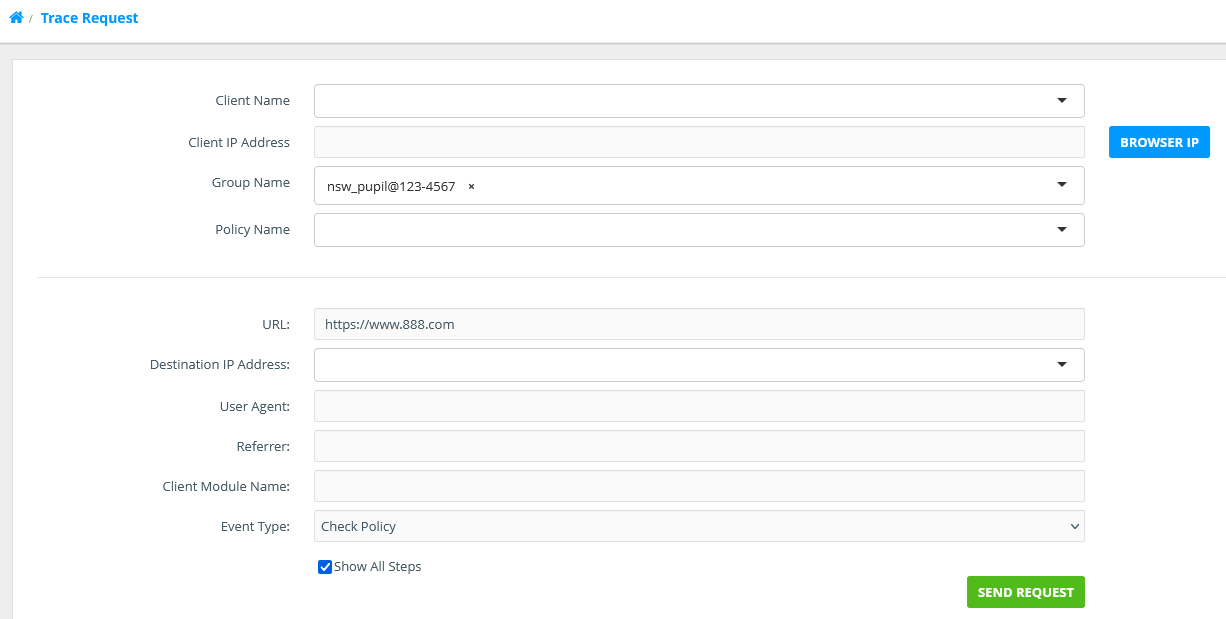 / Trace Request
Client Name
Client IP Address
BROWSER IP
Group Name
nsw_pupil@123-4567 ×
Policy Name
URL:
https://www.888.com
Destination IP Address:
User Agent:
Referrer:
Client Module Name:
Event Type:
Check Policy
Show All Steps
SEND REQUEST